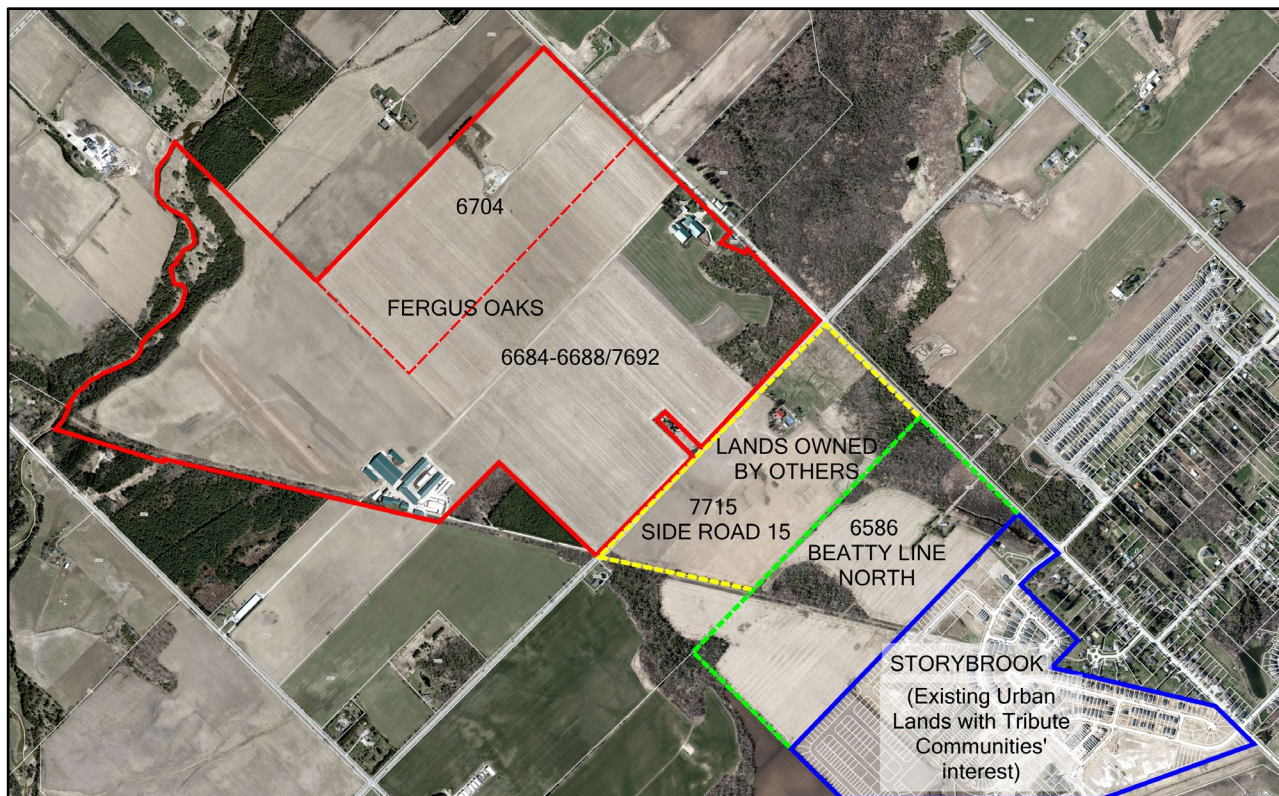 6704
FERGUS OAKS
6684-6688/7692
LANDS OWNED
BY OTHERS
7715
SIDE ROAD 15
6586
BEATTY LINE
NORTH
STORYBROOK
(Existing Urban
Lands with Tribute
Communities'
interest)